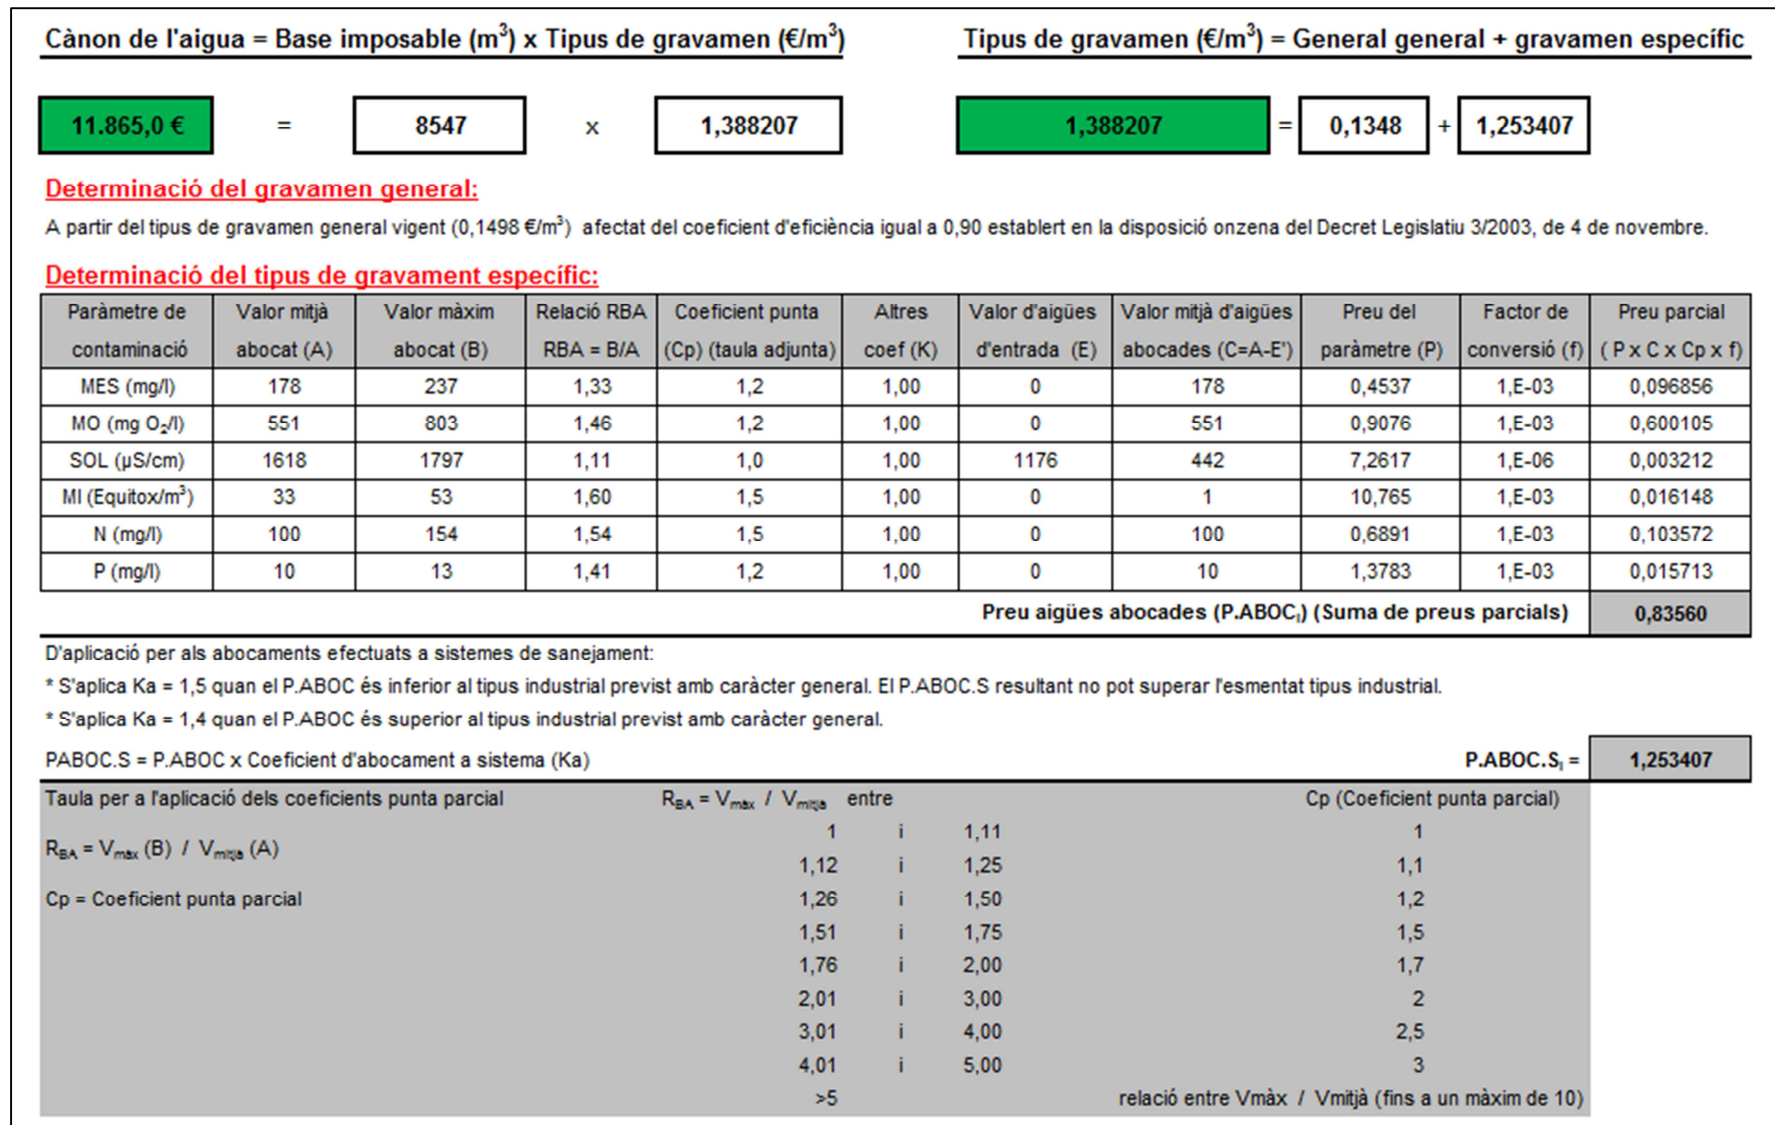 Cànon de l'aigua = Base imposable (m³) x Tipus de gravamen (€/m³)
Tipus de gravamen (€/m³) = General general + gravamen específic
11.865,0 € = 8547 x 1,388207
1,388207 = 0,1348 + 1,253407
Determinació del gravamen general:
A partir del tipus de gravamen general vigent (0,1498 €/m³) afectat del coeficient d'eficiència igual a 0,90 establert en la disposició onzena del Decret Legislatiu 3/2003, de 4 de novembre.
Determinació del tipus de gravament específic:
Paràmetre de contaminació Valor mitjà abocat (A) Valor màxim abocat (B) Relació RBA RBA = B/A Coeficient punta (Cp) (taula adjunta) Altres coef (K) Valor d'aigües d'entrada (E) Valor mitjà d'aigües abocades (C=A-E') Preu del paràmetre (P) Factor de conversió (f) Preu parcial ( P x C x Cp x f)
MES (mg/l) 178 237 1,33 1,2 1,00 0 178 0,4537 1,E-03 0,096856
MO (mg O₂/l) 551 803 1,46 1,2 1,00 0 551 0,9076 1,E-03 0,600105
SOL (µS/cm) 1618 1797 1,11 1,0 1,00 1176 442 7,2617 1,E-06 0,003212
MI (Equitox/m³) 33 53 1,60 1,5 1,00 0 1 10,765 1,E-03 0,016148
N (mg/l) 100 154 1,54 1,5 1,00 0 100 0,6891 1,E-03 0,103572
P (mg/l) 10 13 1,41 1,2 1,00 0 10 1,3783 1,E-03 0,015713
Preu aigües abocades (P.ABOCᵢ) (Suma de preus parcials) 0,83560
D'aplicació per als abocaments efectuats a sistemes de sanejament:
* S'aplica Ka = 1,5 quan el P.ABOC és inferior al tipus industrial previst amb caràcter general. El P.ABOC.S resultant no pot superar l'esmentat tipus industrial.
* S'aplica Ka = 1,4 quan el P.ABOC és superior al tipus industrial previst amb caràcter general.
PABOC.S = P.ABOC x Coeficient d'abocament a sistema (Ka) P.ABOC.Sᵢ = 1,253407
Taula per a l'aplicació dels coeficients punta parcial R_BA = V_màx / V_mitjà entre Cp (Coeficient punta parcial)
1 i 1,11 1
R_BA = V_màx (B) / V_mitjà (A)
1,12 i 1,25 1,1
Cp = Coeficient punta parcial 1,26 i 1,50 1,2
1,51 i 1,75 1,5
1,76 i 2,00 1,7
2,01 i 3,00 2
3,01 i 4,00 2,5
4,01 i 5,00 3
>5 relació entre Vmàx / Vmitjà (fins a un màxim de 10)